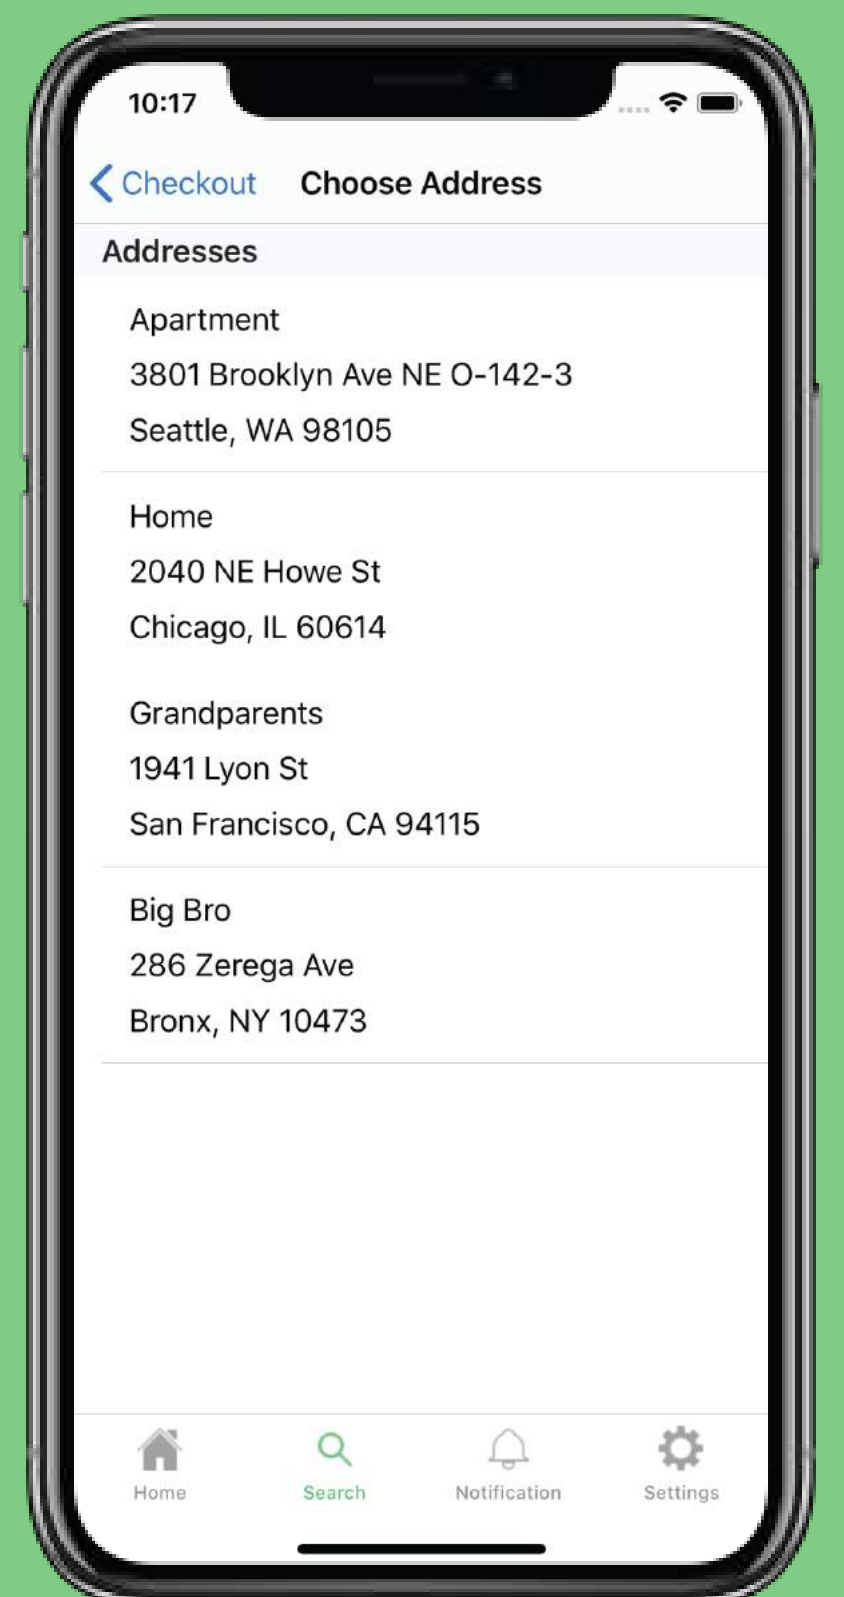 10:17
Checkout Choose Address
Addresses
Apartment
3801 Brooklyn Ave NE O-142-3
Seattle, WA 98105
Home
2040 NE Howe St
Chicago, IL 60614
Grandparents
1941 Lyon St
San Francisco, CA 94115
Big Bro
286 Zerega Ave
Bronx, NY 10473
Home Search Notification Settings